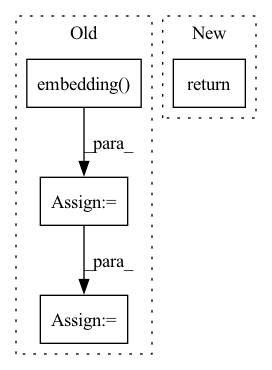 Old
New
embedding()
return
_para_
Assign:=
_para_
Assign:=